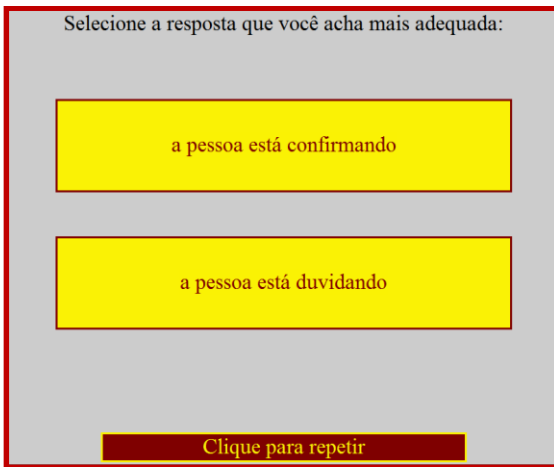 Selecione a resposta que você acha mais adequada:
a pessoa está confirmando
a pessoa está duvidando
Clique para repetir